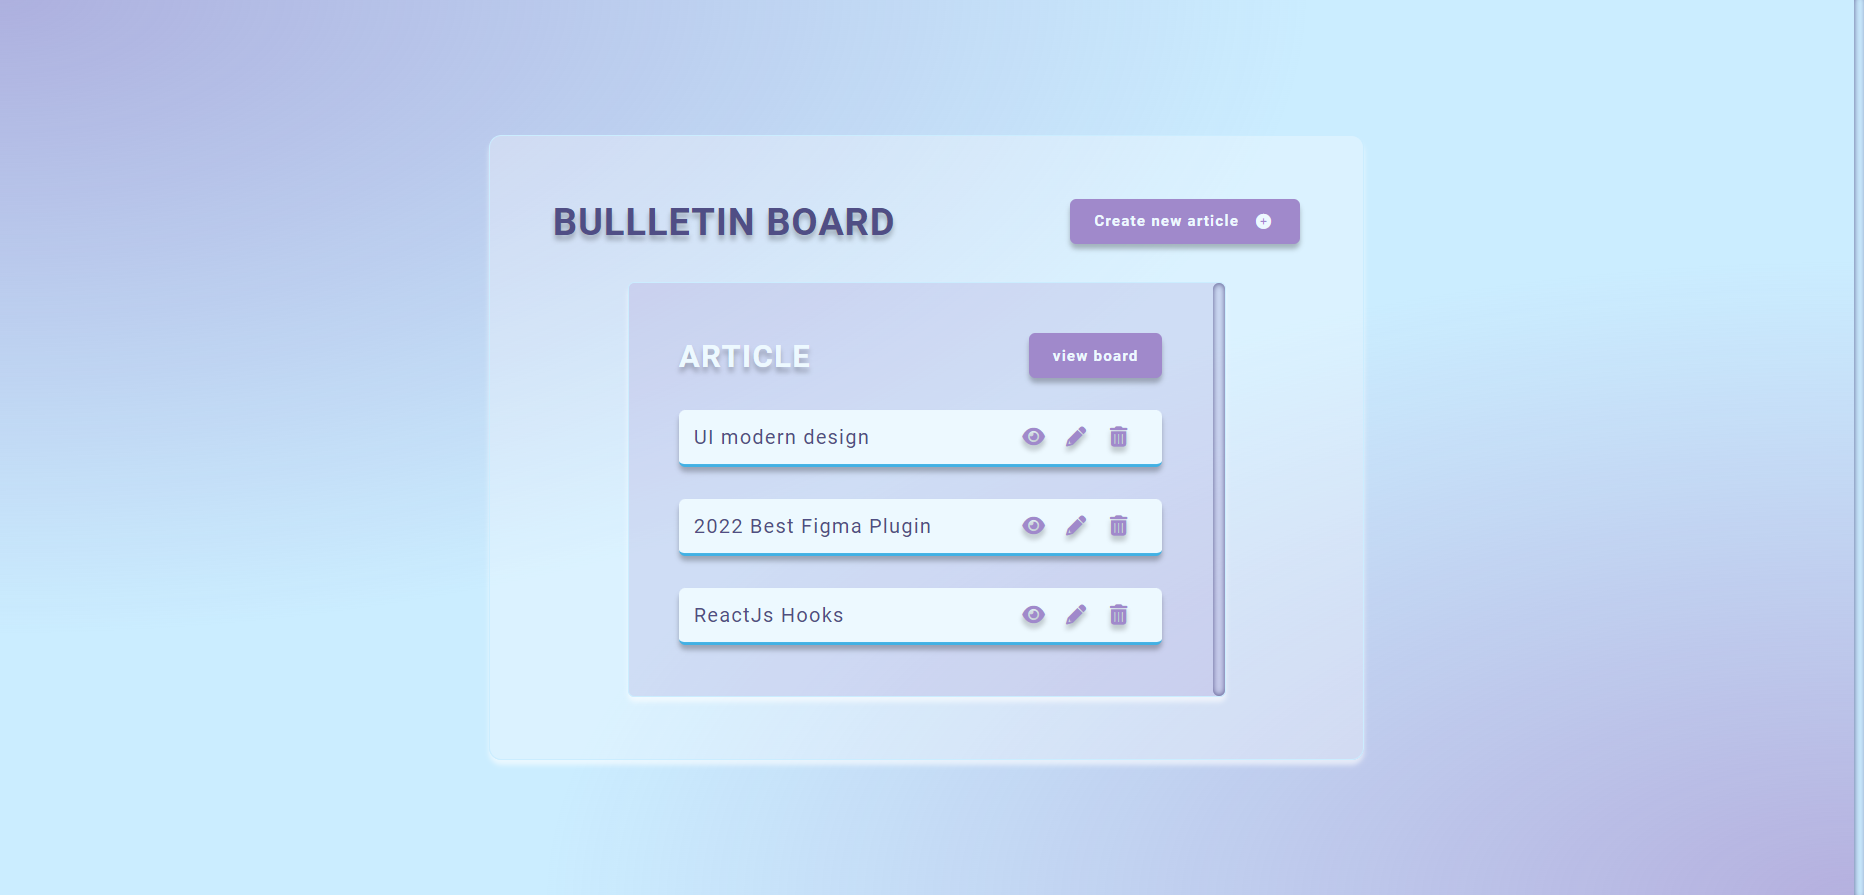 BULLLETIN BOARD
Create new article
ARTICLE
view board
UI modern design
2022 Best Figma Plugin
ReactJs Hooks